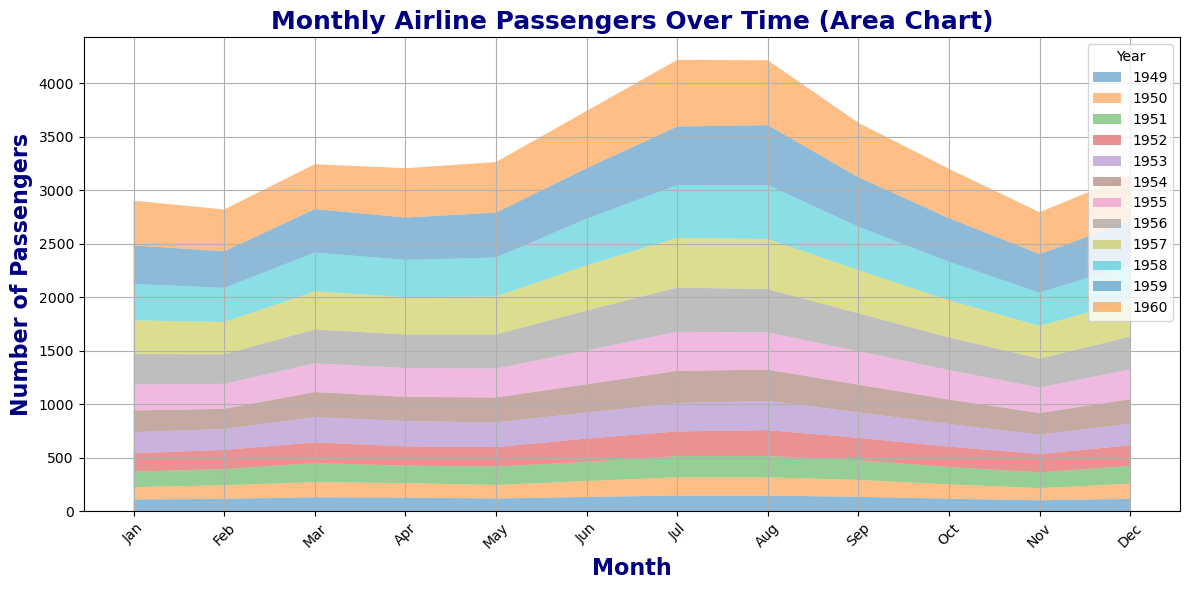 Monthly Airline Passengers Over Time (Area Chart)
Number of Passengers
4000
3500
3000
2500
2000
1500
1000
500
0
Year
1949
1950
1951
1952
1953
1954
1955
1956
1957
1958
1959
1960
Jan
Feb
Mar
Apr
May
Jun
Jul
Aug
Sep
Oct
Nov
Dec
Month